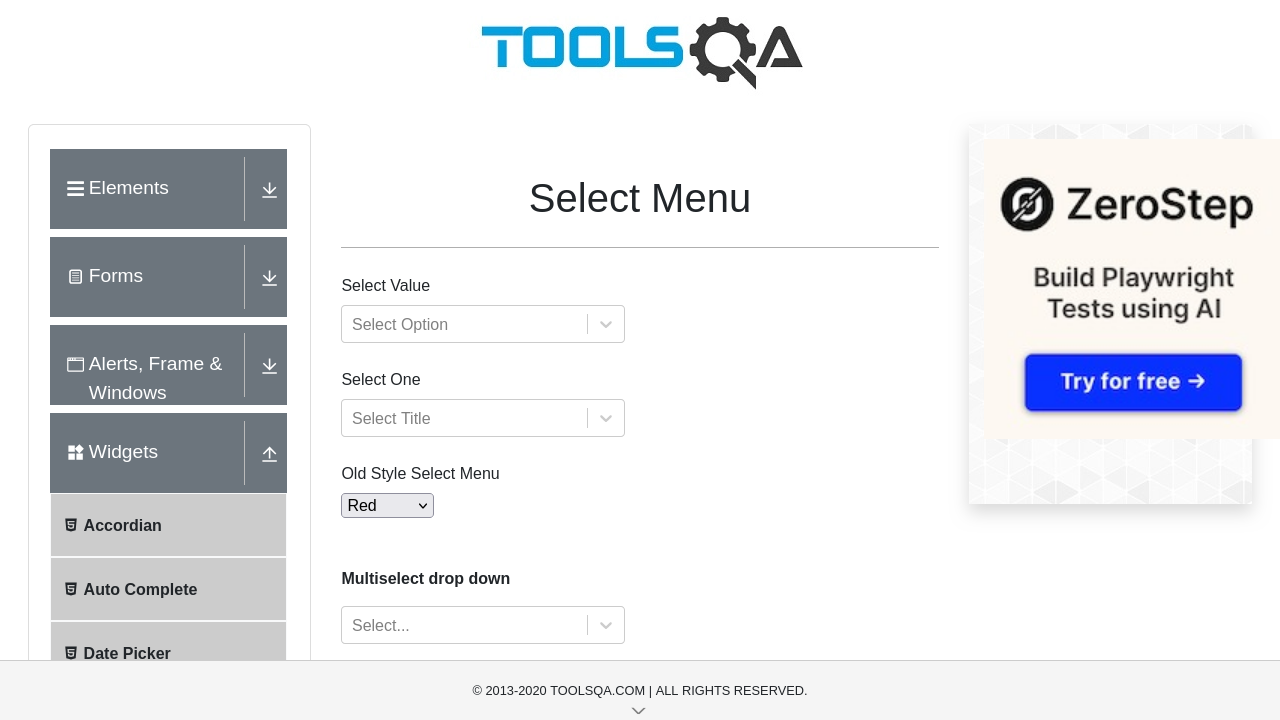 TOOLSQA
Elements
Forms
Alerts, Frame &
Windows
Widgets
Accordian
Auto Complete
Date Picker
Select Menu
Select Value
Select Option
Select One
Select Title
Old Style Select Menu
Red
Multiselect drop down
Select...
ZeroStep
Build Playwright
Tests using AI
Try for free →
© 2013-2020 TOOLSQA.COM | ALL RIGHTS RESERVED.